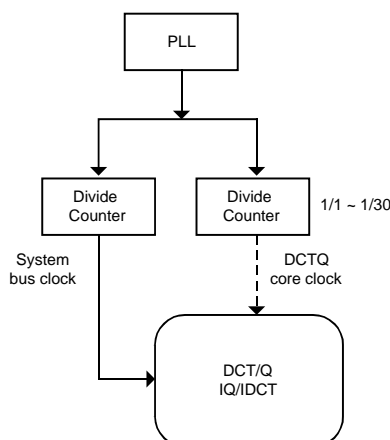 PLL
Divide
Counter
Divide
Counter
1/1 ~ 1/30
System
bus clock
DCTQ
core clock
DCT/Q
IQ/IDCT